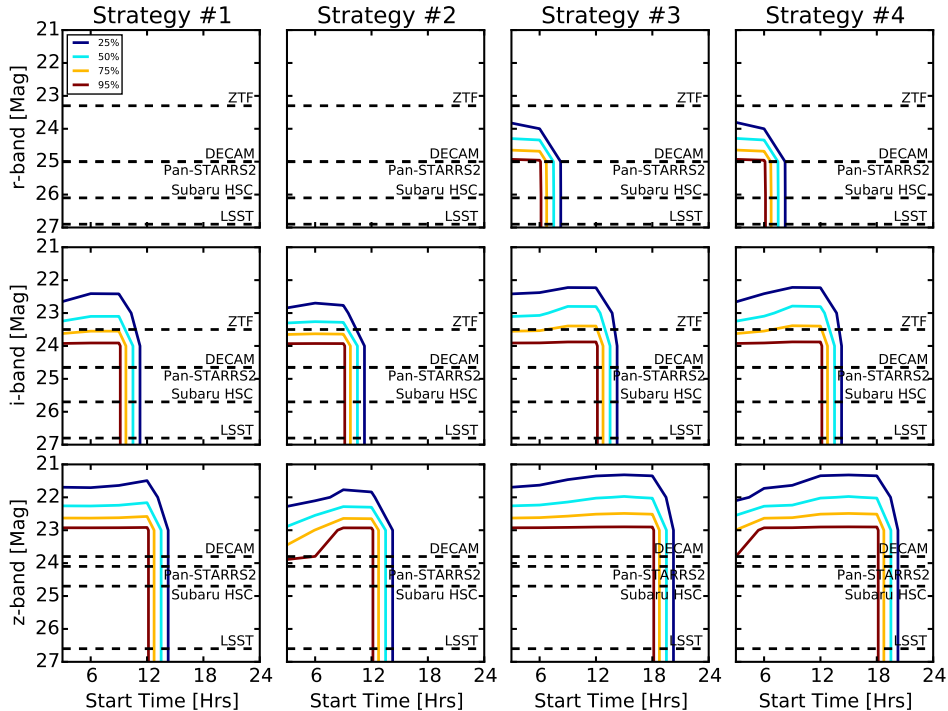 Strategy #1 Strategy #2 Strategy #3 Strategy #4
r-band [Mag]
21 22 23 24 25 26 27
25%
50%
75%
95%
ZTF
DECAM
Pan-STARRS2
Subaru HSC
LSST
ZTF
DECAM
Pan-STARRS2
Subaru HSC
LSST
ZTF
DECAM
Pan-STARRS2
Subaru HSC
LSST
ZTF
DECAM
Pan-STARRS2
Subaru HSC
LSST
i-band [Mag]
21 22 23 24 25 26 27
ZTF
DECAM
Pan-STARRS2
Subaru HSC
LSST
ZTF
DECAM
Pan-STARRS2
Subaru HSC
LSST
ZTF
DECAM
Pan-STARRS2
Subaru HSC
LSST
ZTF
DECAM
Pan-STARRS2
Subaru HSC
LSST
z-band [Mag]
21 22 23 24 25 26 27
DECAM
Pan-STARRS2
Subaru HSC
LSST
DECAM
Pan-STARRS2
Subaru HSC
LSST
DECAM
Pan-STARRS2
Subaru HSC
LSST
DECAM
Pan-STARRS2
Subaru HSC
LSST
6 12 18 24 6 12 18 24 6 12 18 24 6 12 18 24
Start Time [Hrs] Start Time [Hrs] Start Time [Hrs] Start Time [Hrs]